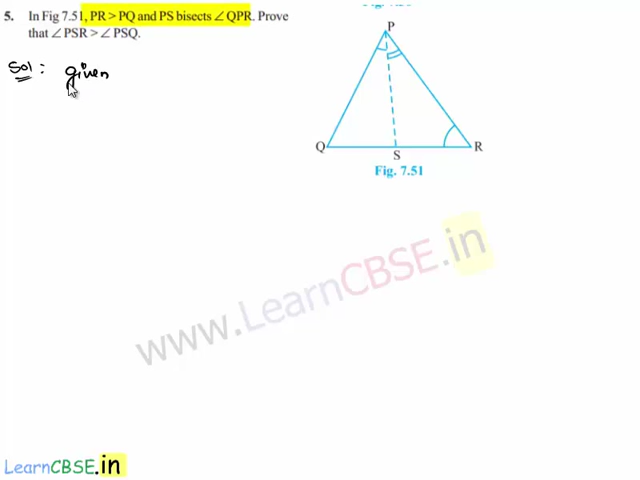 5. In Fig 7.51, PR > PQ and PS bisects ∠ QPR. Prove
that ∠ PSR > ∠ PSQ.
Sol : given
P
Q
S
R
Fig. 7.51
www.LearnCBSE.in
LearnCBSE.in